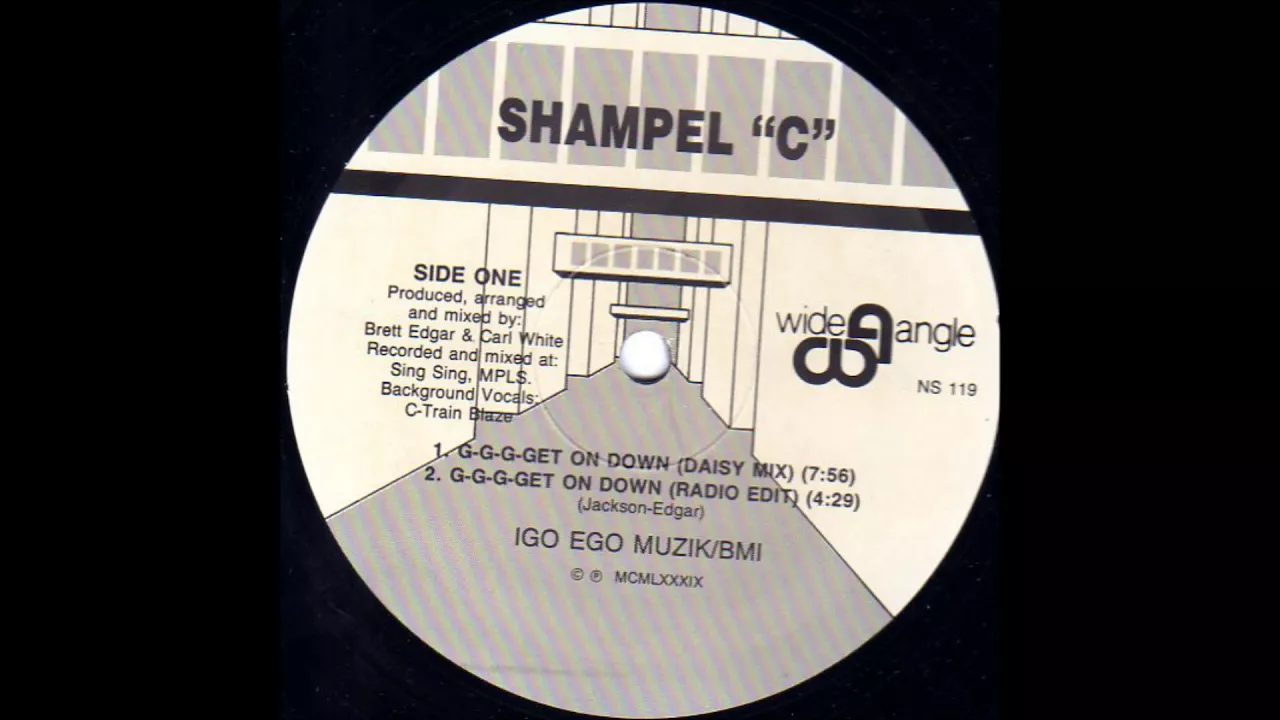 SHAMPEL “C”
SIDE ONE
Produced, arranged
and mixed by:
Brett Edgar & Carl White
Recorded and mixed at:
Sing Sing, MPLS.
Background Vocals:
C-Train Blaze
wide angle
NS 119
1. G-G-G-GET ON DOWN (DAISY MIX) (7:56)
2. G-G-G-GET ON DOWN (RADIO EDIT) (4:29)
(Jackson-Edgar)
IGO EGO MUZIK/BMI
© ℗ MCMLXXXIX